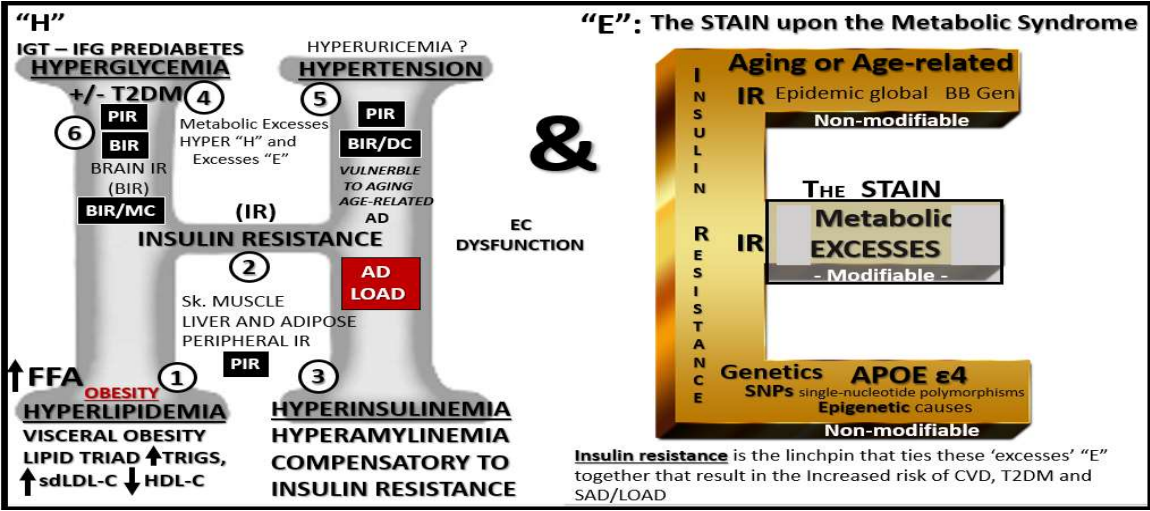 “H”
IGT – IFG PREDIABETES
HYPERGLYCEMIA
+/- T2DM
4
6
PIR
BIR
BRAIN IR
(BIR)
BIR/MC
Metabolic Excesses
HYPER “H” and
Excesses “E”
HYPERURICEMIA ?
HYPERTENSION
5
PIR
BIR/DC
VULNERBLE
TO AGING
AGE-RELATED
AD
(IR)
INSULIN RESISTANCE
2
AD
LOAD
Sk. MUSCLE
LIVER AND ADIPOSE
PERIPHERAL IR
PIR
↑FFA
1
OBESITY
HYPERLIPIDEMIA
VISCERAL OBESITY
LIPID TRIAD ↑TRIGS,
↑sdLDL-C ↓HDL-C
3
HYPERINSULINEMIA
HYPERAMYLINEMIA
COMPENSATORY TO
INSULIN RESISTANCE
&
EC
DYSFUNCTION
“E”: The STAIN upon the Metabolic Syndrome
INSULIN RESISTANCE
Aging or Age-related
IR Epidemic global BB Gen
Non-modifiable
THE STAIN
IR
Metabolic
EXCESSES
- Modifiable -
Genetics APOE ε4
SNPs single-nucleotide polymorphisms
Epigenetic causes
Non-modifiable
Insulin resistance is the linchpin that ties these ‘excesses’ “E”
together that result in the Increased risk of CVD, T2DM and
SAD/LOAD